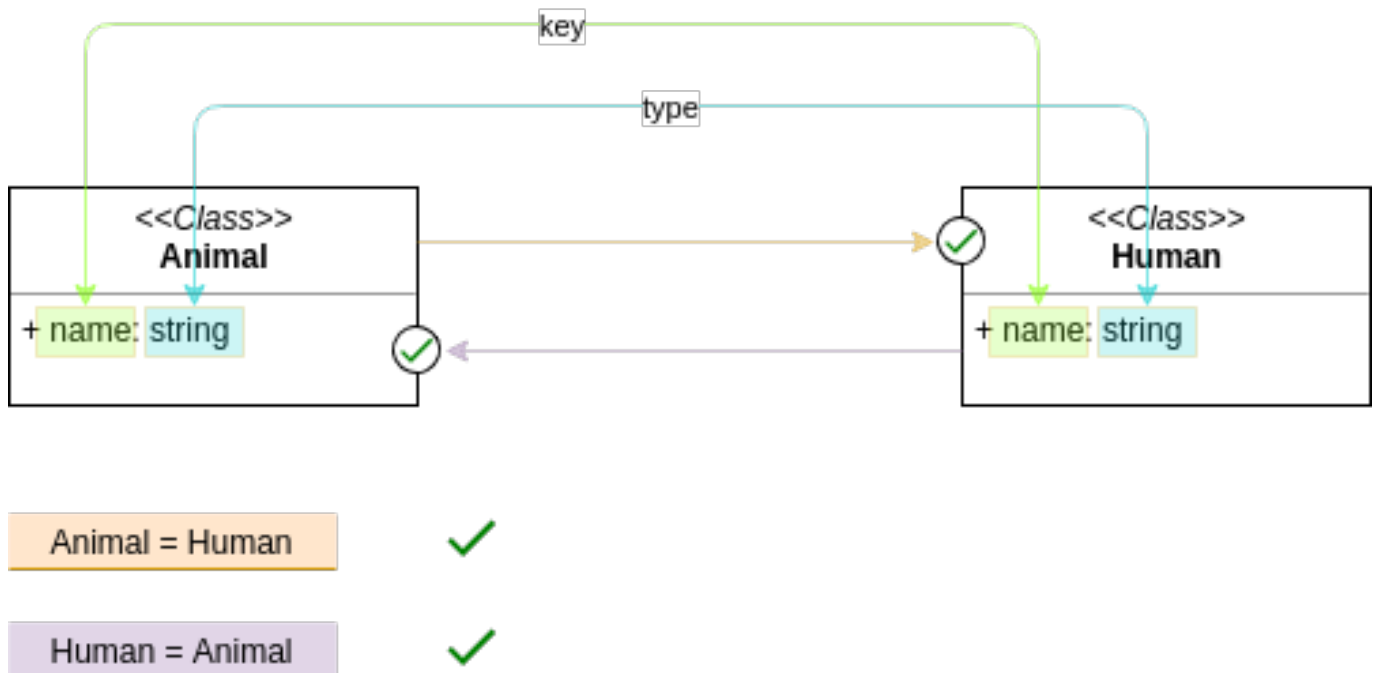 key
type
<<Class>>
Animal
+ name: string
<<Class>>
Human
+ name: string
Animal = Human
Human = Animal